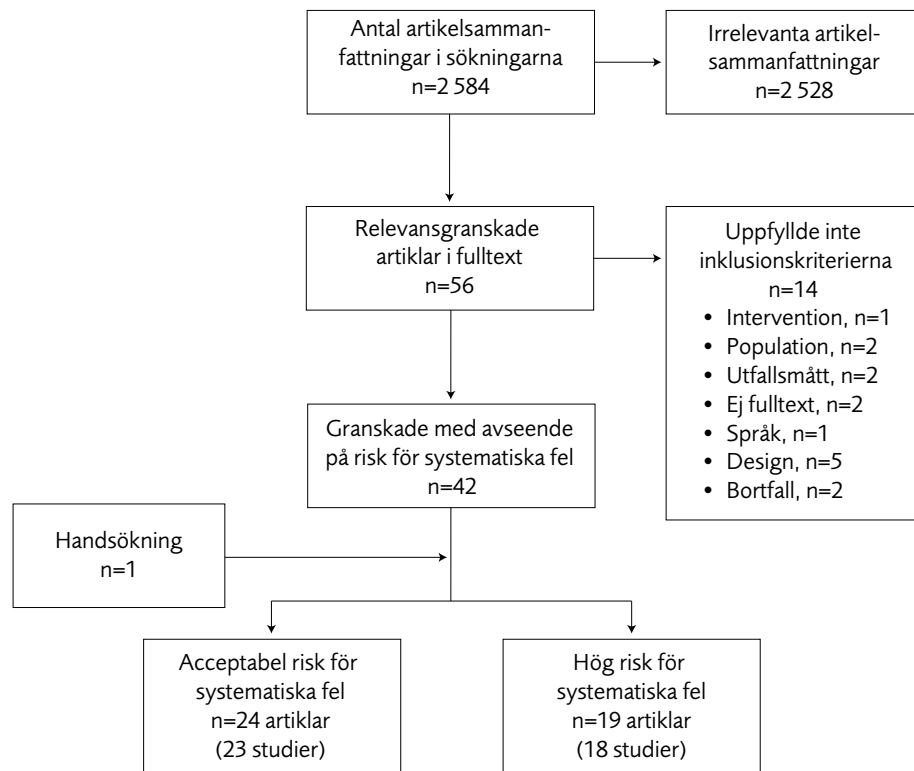 Antal artikelsamman-
fattningar i sökningarna
n=2 584
Irrelevanta artikel-
sammanfattningar
n=2 528
Relevansgranskade
artiklar i fulltext
n=56
Uppfyllde inte
inklusionskriterierna
n=14
• Intervention, n=1
• Population, n=2
• Utfallsmått, n=2
• Ej fulltext, n=2
• Språk, n=1
• Design, n=5
• Bortfall, n=2
Granskade med avseende
på risk för systematiska fel
n=42
Handsökning
n=1
Acceptabel risk för
systematiska fel
n=24 artiklar
(23 studier)
Hög risk för
systematiska fel
n=19 artiklar
(18 studier)